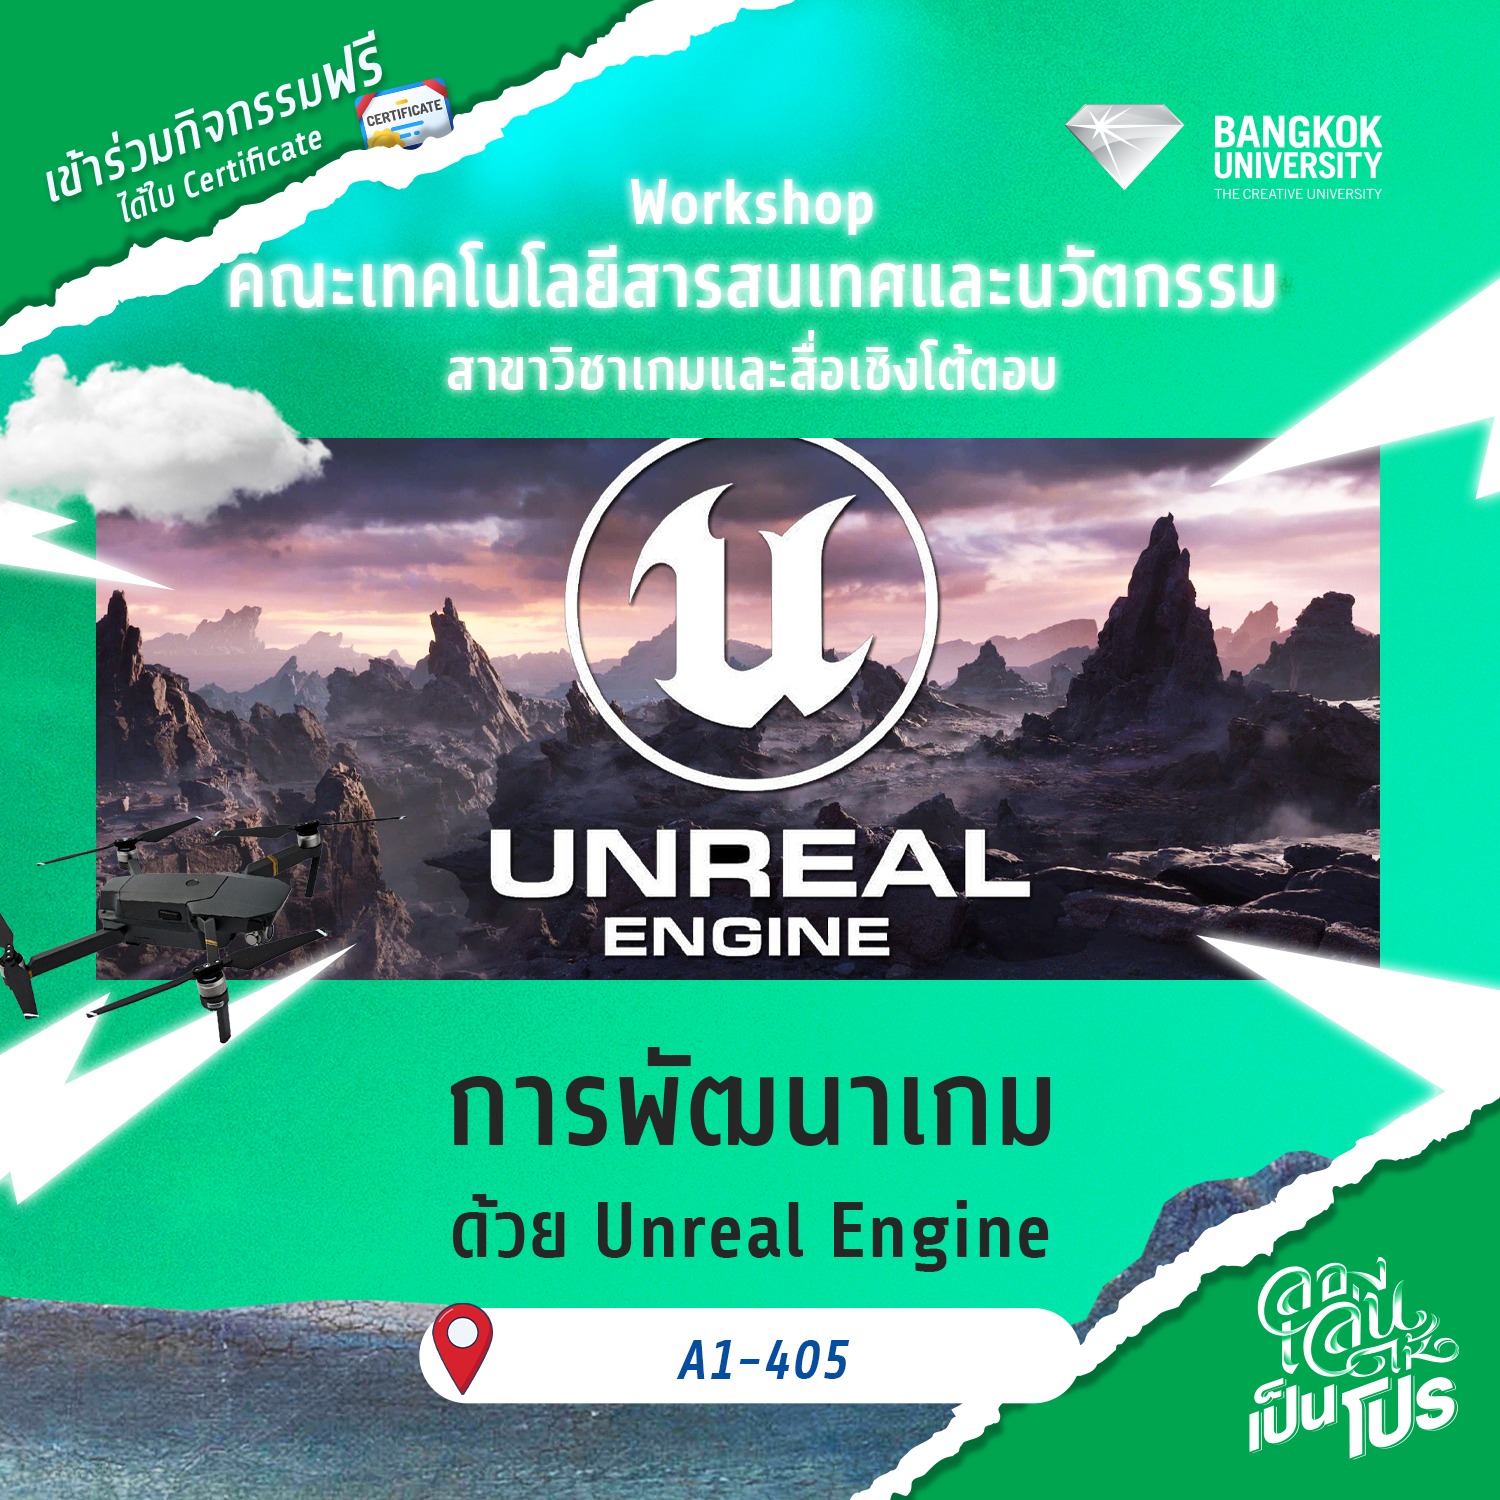 เข้าร่วมกิจกรรมฟรี
ได้ใบ Certificate
CERTIFICATE
BANGKOK
UNIVERSITY
THE CREATIVE UNIVERSITY
Workshop
คณะเทคโนโลยีสารสนเทศและนวัตกรรม
สาขาวิชาเกมและสื่อเชิงโต้ตอบ
UNREAL
ENGINE
การพัฒนาเกม
ด้วย Unreal Engine
A1-405
เป็นโปร